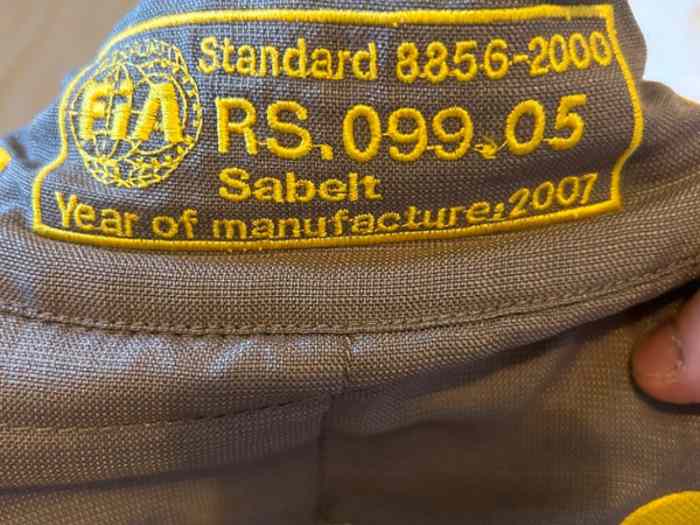 Standard 8856-2000
FIA
RS.099.05
Sabelt
Year of manufacture:2007